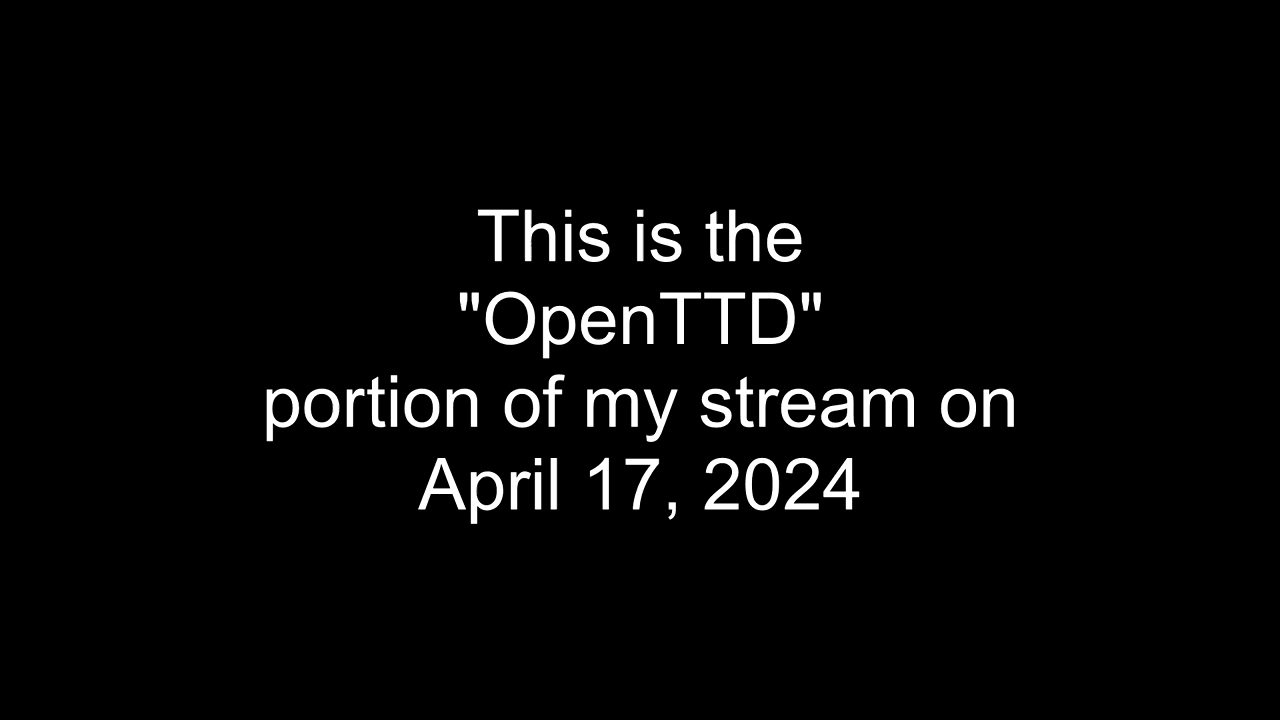 This is the
"OpenTTD"
portion of my stream on
April 17, 2024